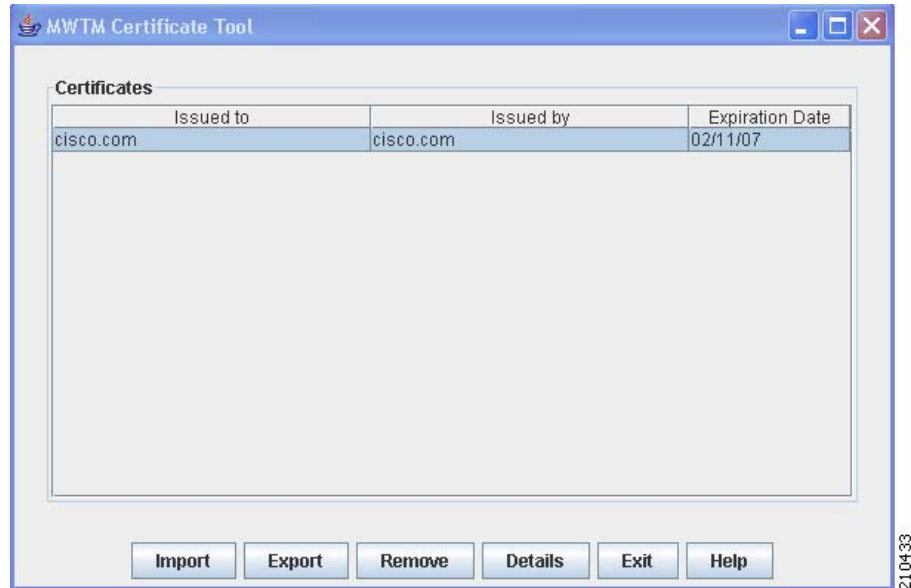 MWTM Certificate Tool
Certificates
Issued to Issued by Expiration Date
cisco.com cisco.com 02/11/07
Import Export Remove Details Exit Help
210433